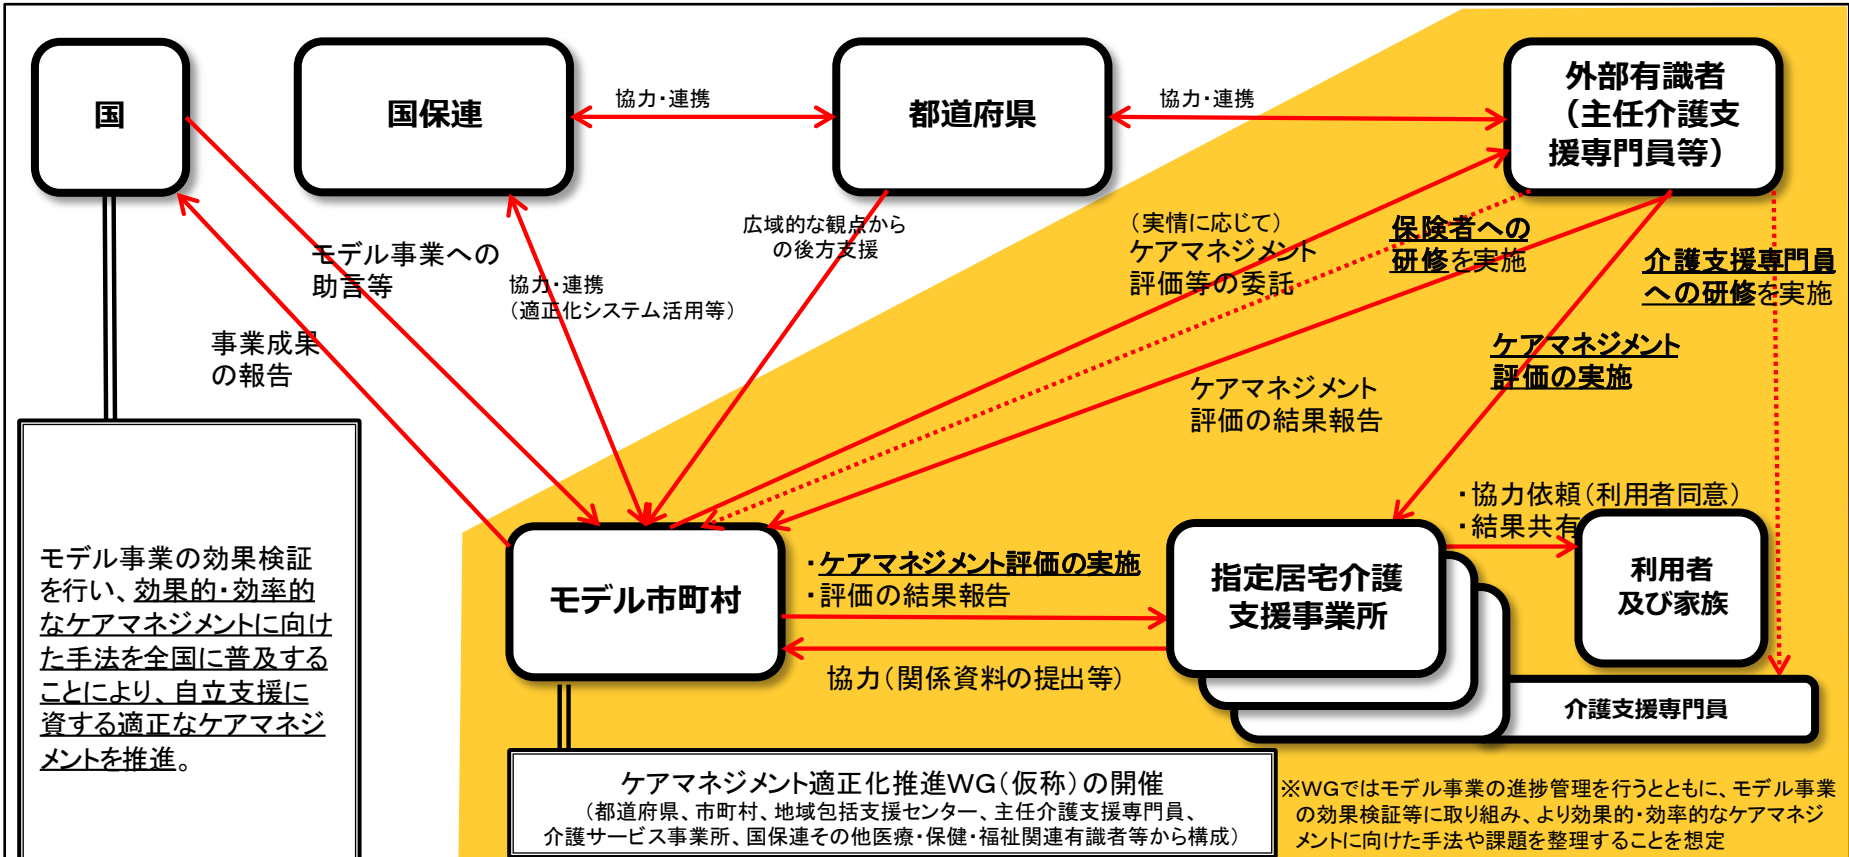 国
国保連
都道府県
外部有識者
（主任介護支
援専門員等）
協力・連携
協力・連携
モデル事業への
助言等
事業成果
の報告
協力・連携
（適正化システム活用等）
広域的な観点から
の後方支援
（実情に応じて）
ケアマネジメント
評価等の委託
保険者への
研修を実施
介護支援専門員
への研修を実施
ケアマネジメント
評価の実施
ケアマネジメント
評価の結果報告
モデル事業の効果検証
を行い、効果的・効率的
なケアマネジメントに向け
た手法を全国に普及する
ことにより、自立支援に
資する適正なケアマネジ
メントを推進。
モデル市町村
・ケアマネジメント評価の実施
・評価の結果報告
協力（関係資料の提出等）
指定居宅介護
支援事業所
・協力依頼（利用者同意）
・結果共有
利用者
及び家族
介護支援専門員
ケアマネジメント適正化推進WG（仮称）の開催
（都道府県、市町村、地域包括支援センター、主任介護支援専門員、
介護サービス事業所、国保連その他医療・保健・福祉関連有識者等から構成）
※WGではモデル事業の進捗管理を行うとともに、モデル事業
の効果検証等に取り組み、より効果的・効率的なケアマネジ
メントに向けた手法や課題を整理することを想定